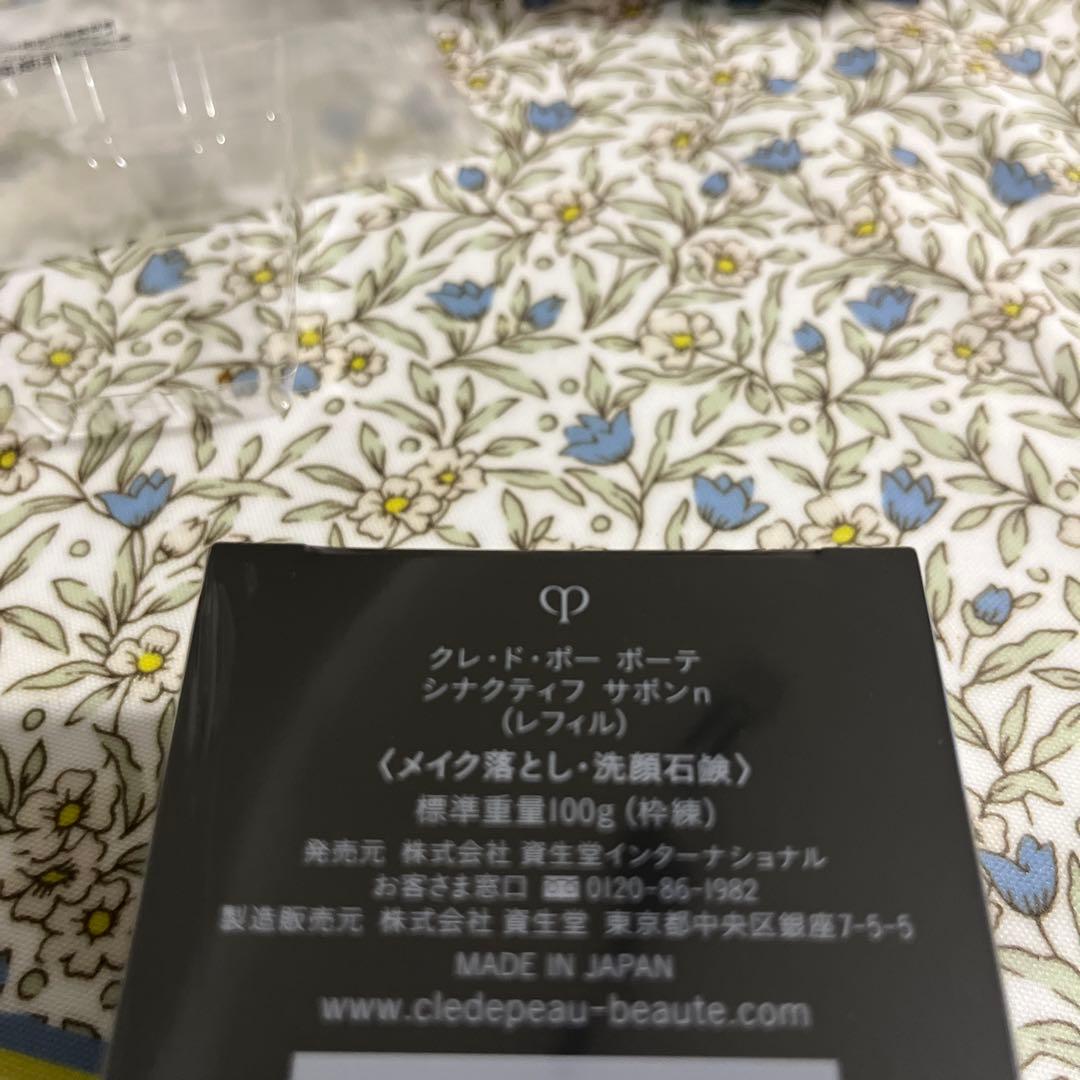 クレ・ド・ポー ボーテ
シナクティフ サボンn
（レフィル）
〈メイク落とし・洗顔石鹸〉
標準重量100g（枠練）
発売元 株式会社 資生堂インターナショナル
お客さま窓口 0120-86-1982
製造販売元 株式会社 資生堂 東京都中央区銀座7-5-5
MADE IN JAPAN
www.cledepeau-beaute.com